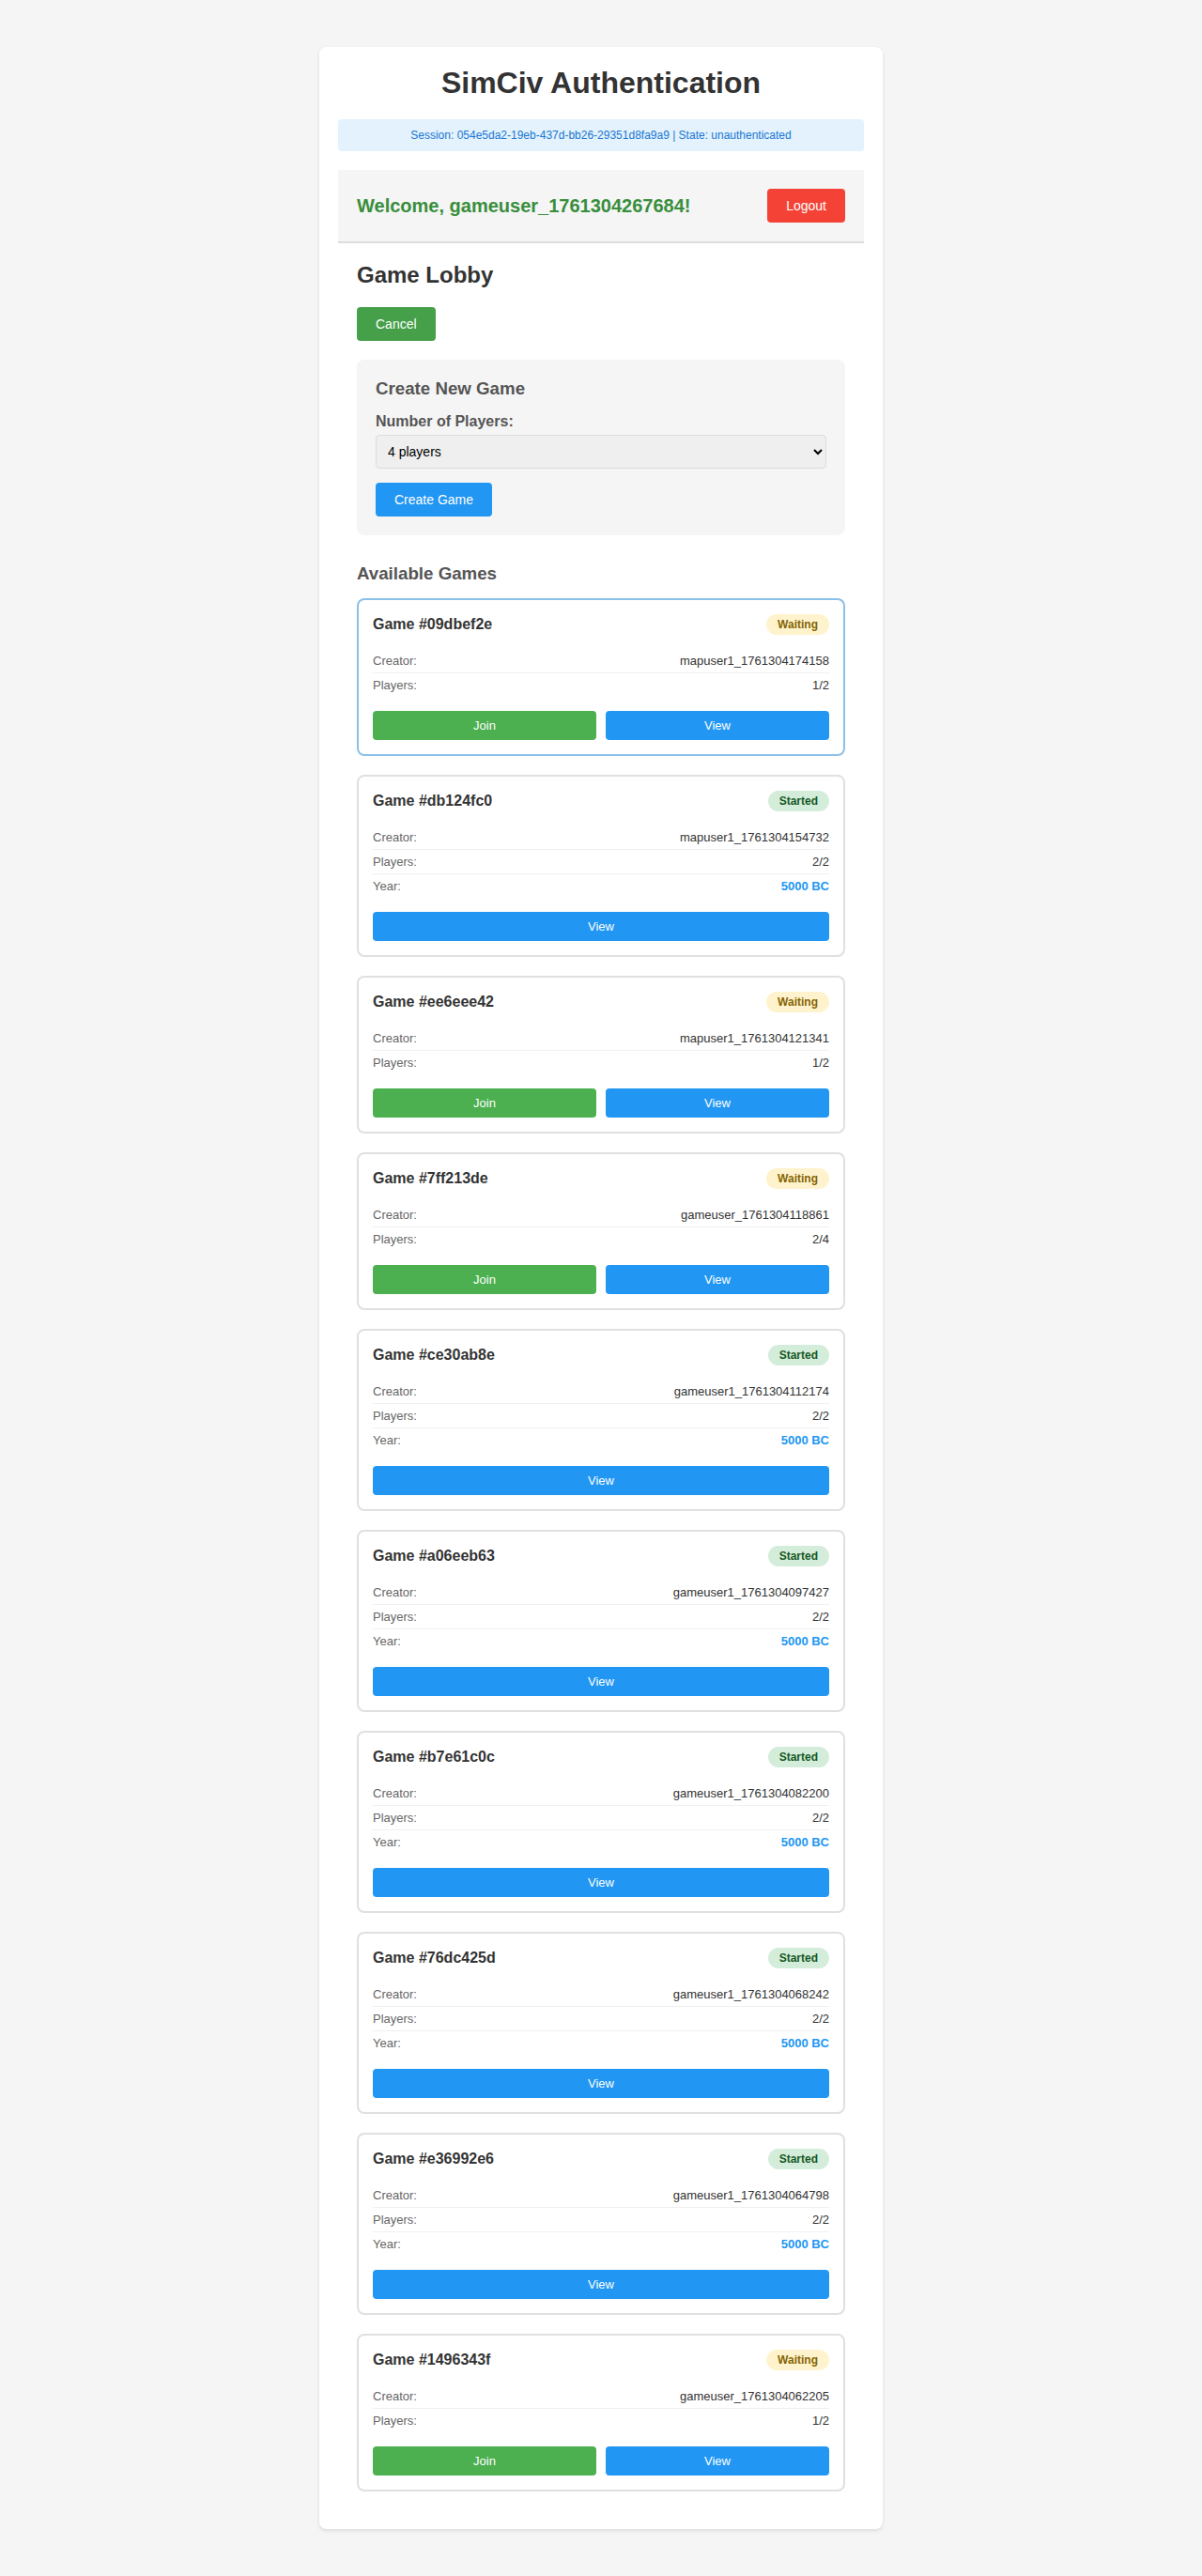 SimCiv Authentication
Session: 054e5da2-19eb-437d-bb26-29351d8fa9a9 | State: unauthenticated
Welcome, gameuser_1761304267684!
Logout
Game Lobby
Cancel
Create New Game
Number of Players:
4 players
Create Game
Available Games
Game #09dbef2e Waiting
Creator: mapuser1_1761304174158
Players: 1/2
Join View
Game #db124fc0 Started
Creator: mapuser1_1761304154732
Players: 2/2
Year: 5000 BC
View
Game #ee6eee42 Waiting
Creator: mapuser1_1761304121341
Players: 1/2
Join View
Game #7ff213de Waiting
Creator: gameuser_1761304118861
Players: 2/4
Join View
Game #ce30ab8e Started
Creator: gameuser1_1761304112174
Players: 2/2
Year: 5000 BC
View
Game #a06eeb63 Started
Creator: gameuser1_1761304097427
Players: 2/2
Year: 5000 BC
View
Game #b7e61c0c Started
Creator: gameuser1_1761304082200
Players: 2/2
Year: 5000 BC
View
Game #76dc425d Started
Creator: gameuser1_1761304068242
Players: 2/2
Year: 5000 BC
View
Game #e36992e6 Started
Creator: gameuser1_1761304064798
Players: 2/2
Year: 5000 BC
View
Game #1496343f Waiting
Creator: gameuser_1761304062205
Players: 1/2
Join View